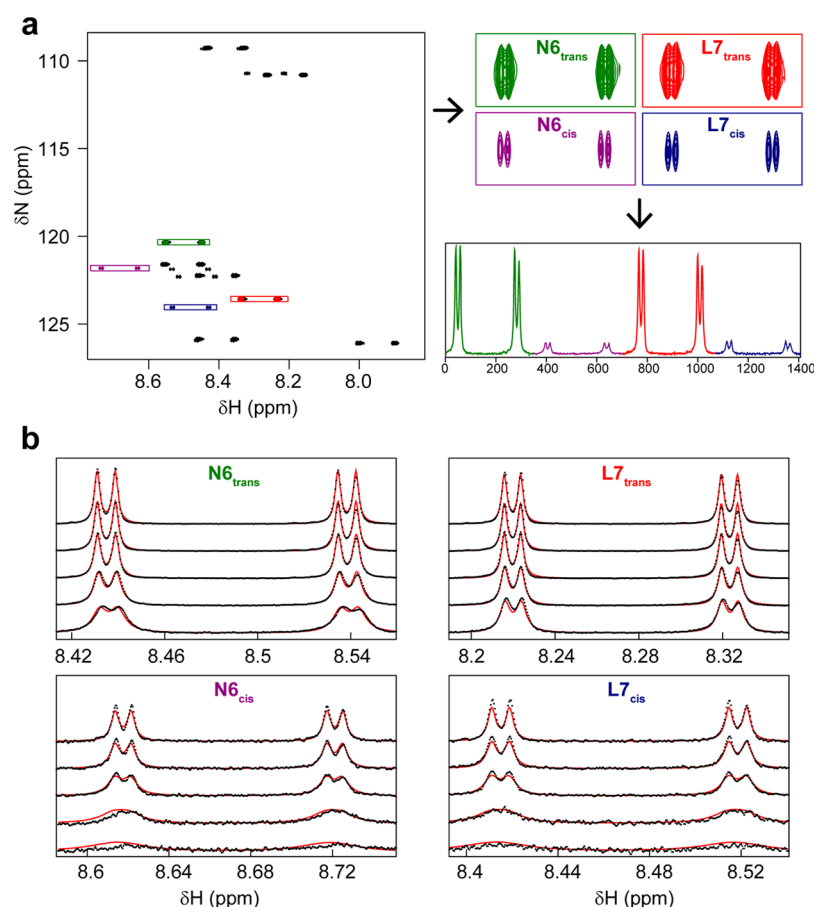 a
110
115
120
125
δN (ppm)
8.6 8.4 8.2 8.0
δH (ppm)
N6trans
L7trans
N6cis
L7cis
0 200 400 600 800 1000 1200 1400
b
N6trans
8.42 8.46 8.5 8.54
L7trans
8.2 8.24 8.28 8.32
N6cis
8.6 8.64 8.68 8.72
δH (ppm)
L7cis
8.4 8.44 8.48 8.52
δH (ppm)